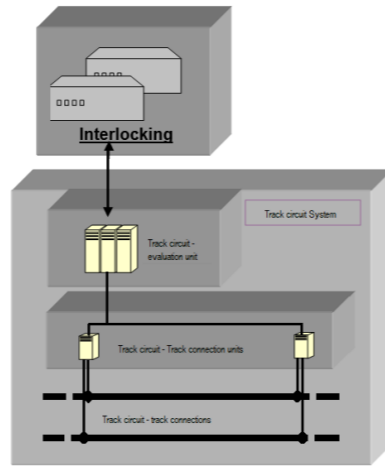 Interlocking
Track circuit System
Track circuit -
evaluation unit
Track circuit - Track connection units
Track circuit - track connections